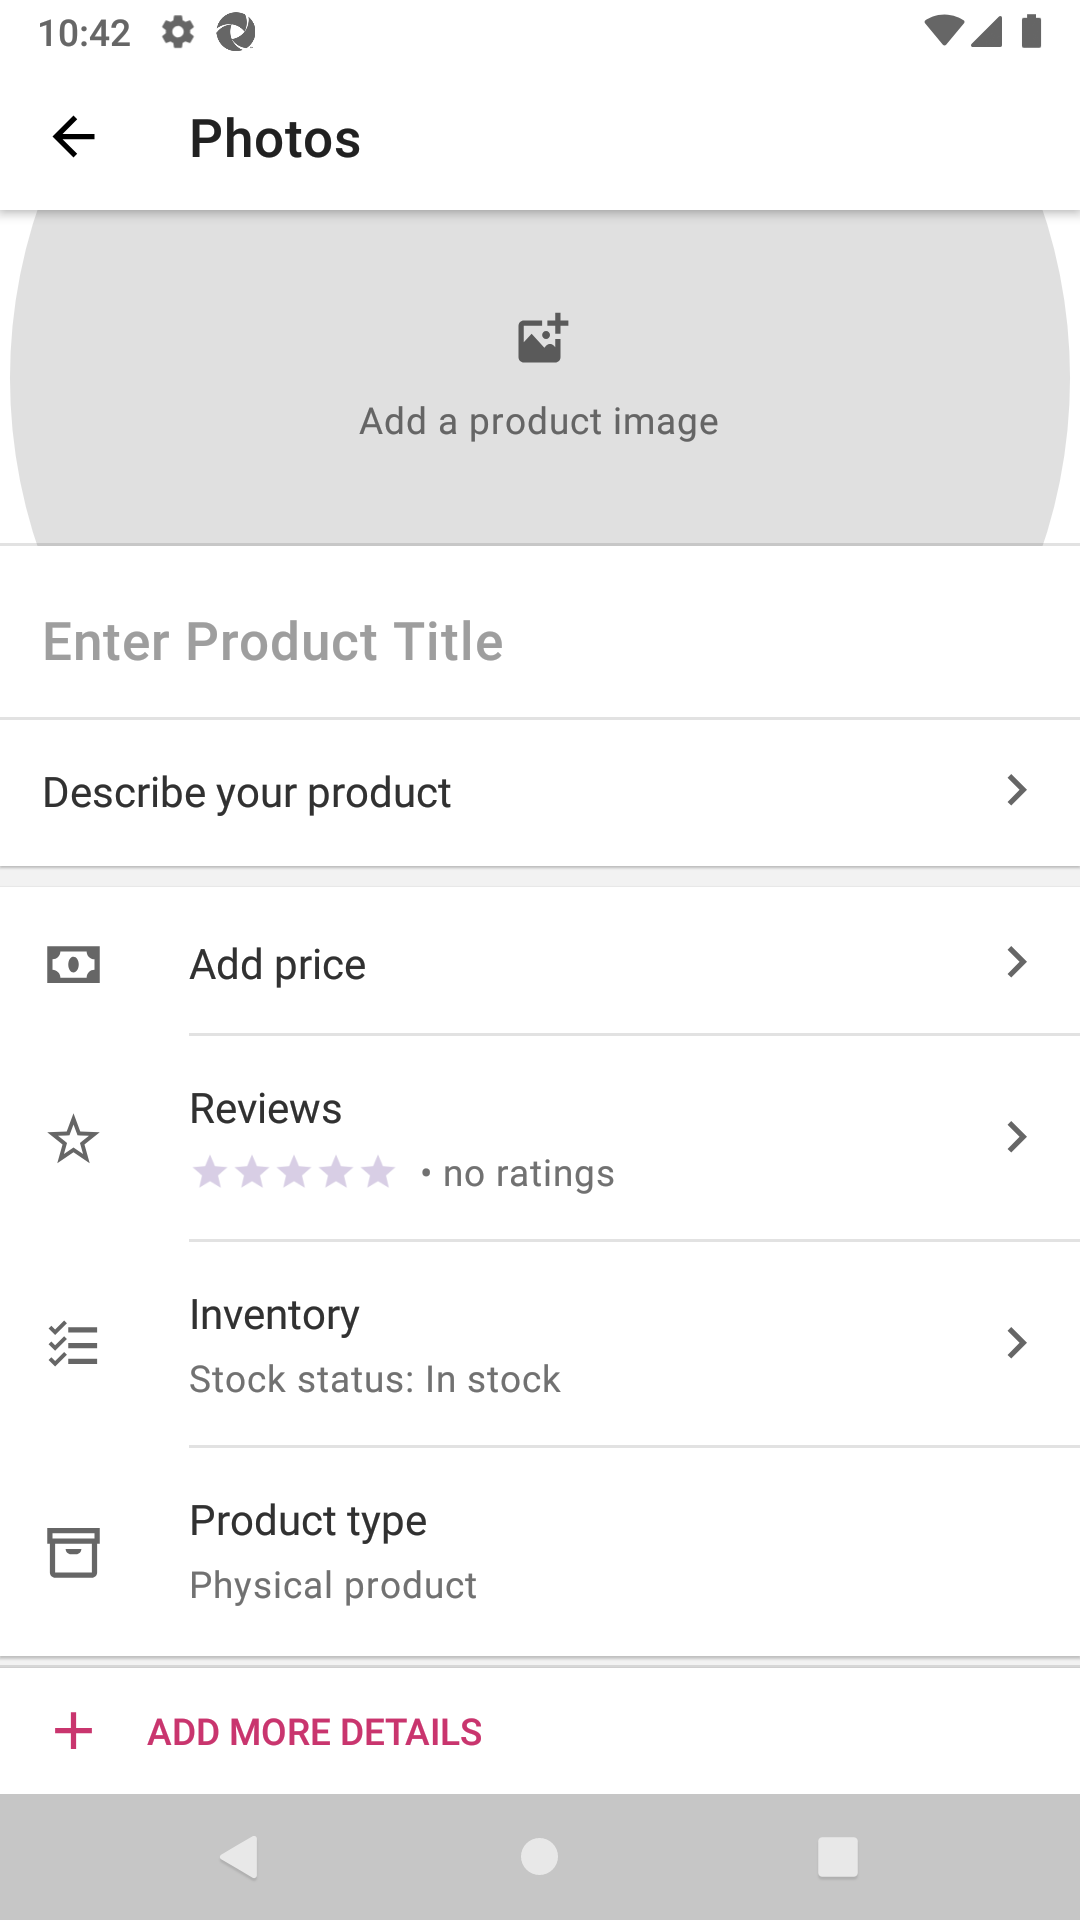 10:42
Photos
Add a product image
Enter Product Title
Describe your product
Add price
Reviews
• no ratings
Inventory
Stock status: In stock
Product type
Physical product
ADD MORE DETAILS